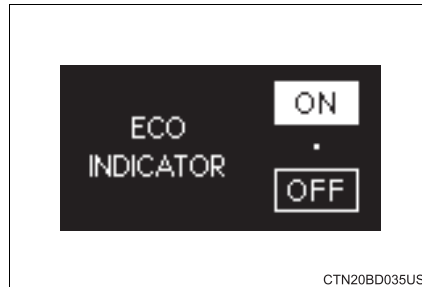 ECO
INDICATOR
ON
OFF
CTN20BD035US